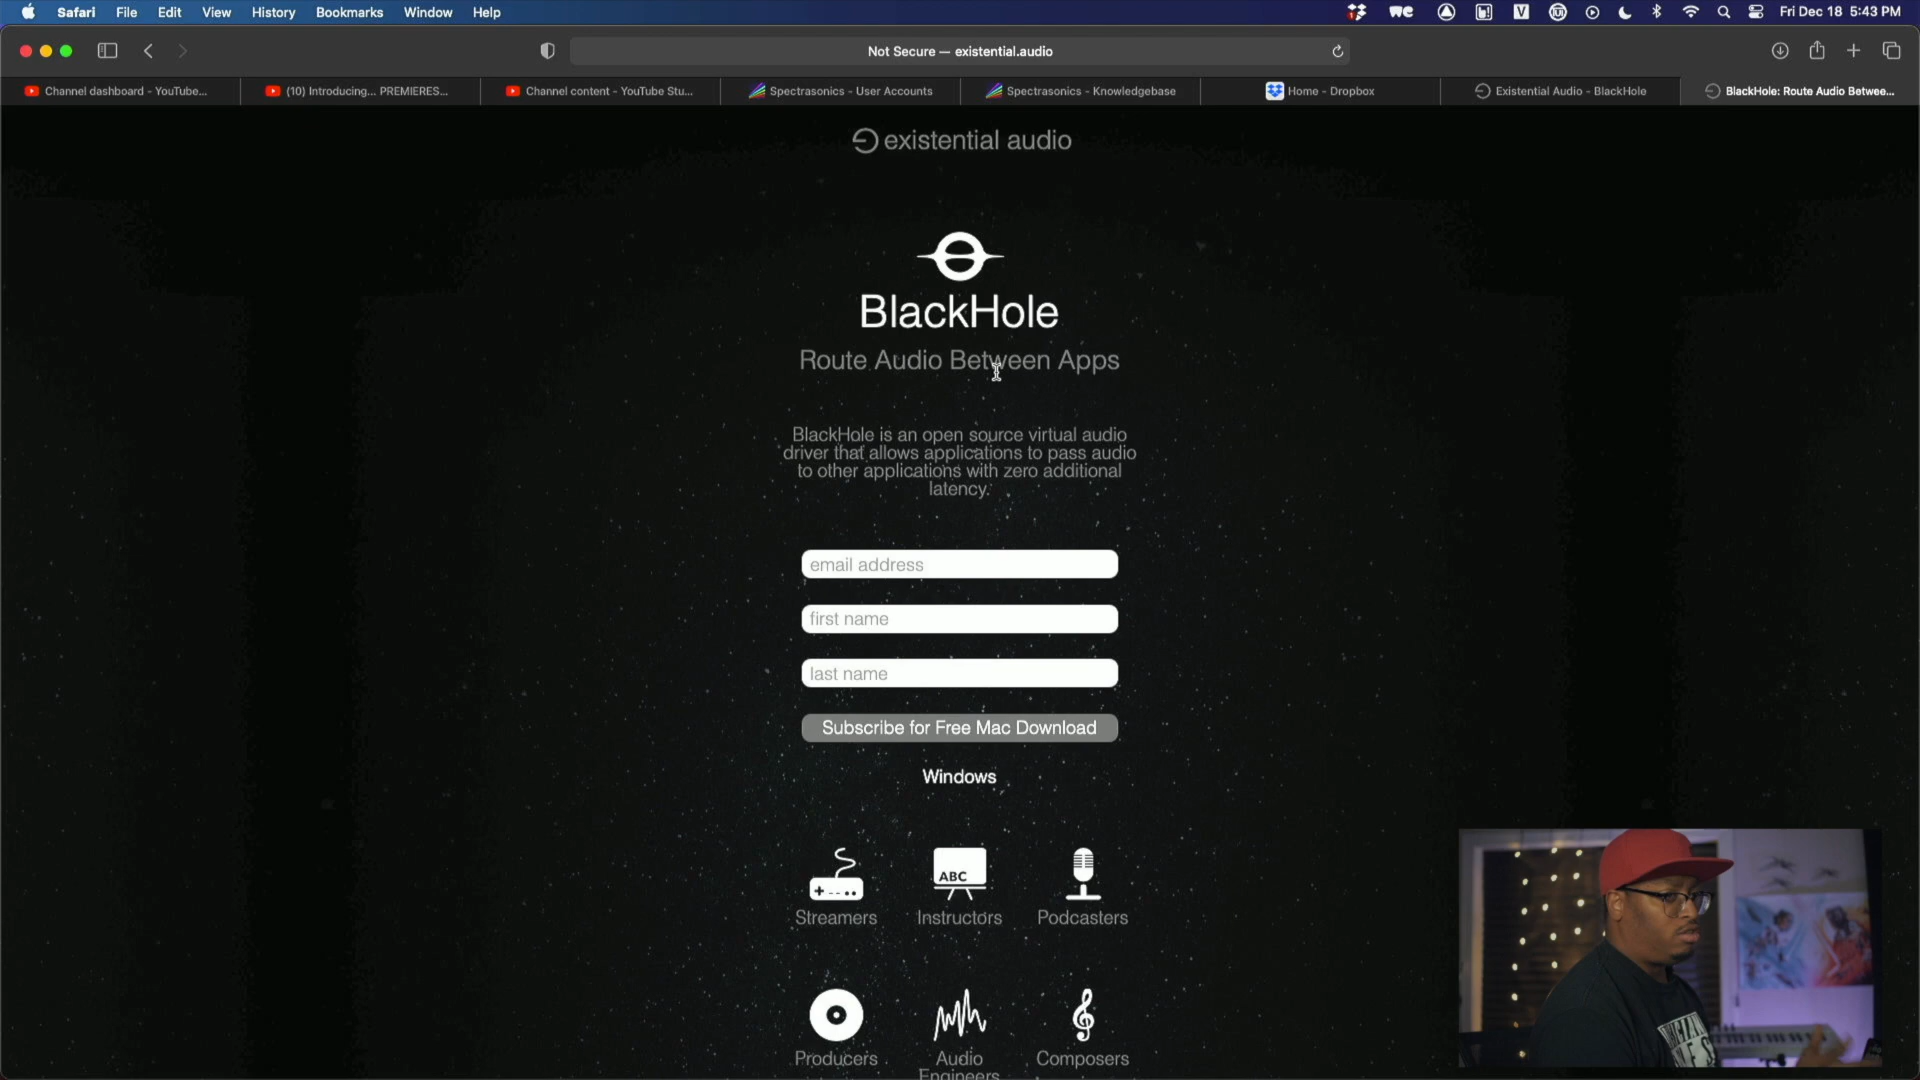 Safari File Edit View History Bookmarks Window Help
Fri Dec 18 5:43 PM
Not Secure — existential.audio
Channel dashboard - YouTube...
(10) Introducing... PREMIERES...
Channel content - YouTube Stu...
Spectrasonics - User Accounts
Spectrasonics - Knowledgebase
Home - Dropbox
Existential Audio - BlackHole
BlackHole: Route Audio Betwee...
existential audio
BlackHole
Route Audio Between Apps
BlackHole is an open source virtual audio
driver that allows applications to pass audio
to other applications with zero additional
latency.
email address
first name
last name
Subscribe for Free Mac Download
Windows
ABC
Streamers Instructors Podcasters
Producers Audio Composers
Engineers